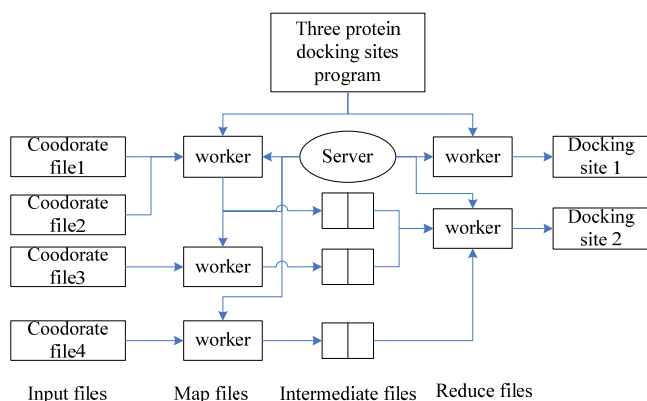 Three protein
docking sites
program
Coodorate
file1
worker
Server
worker
Docking
site 1
Coodorate
file2
worker
Docking
site 2
Coodorate
file3
worker
Coodorate
file4
worker
Input files
Map files
Intermediate files
Reduce files